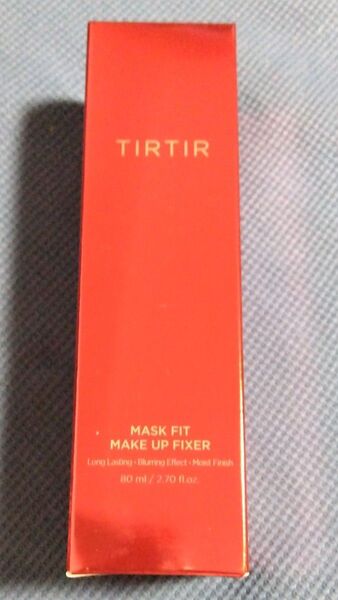 TIRTIR
MASK FIT
MAKE UP FIXER
Long Lasting • Blurring Effect • Moist Finish
80 ml / 2.70 fl.oz.